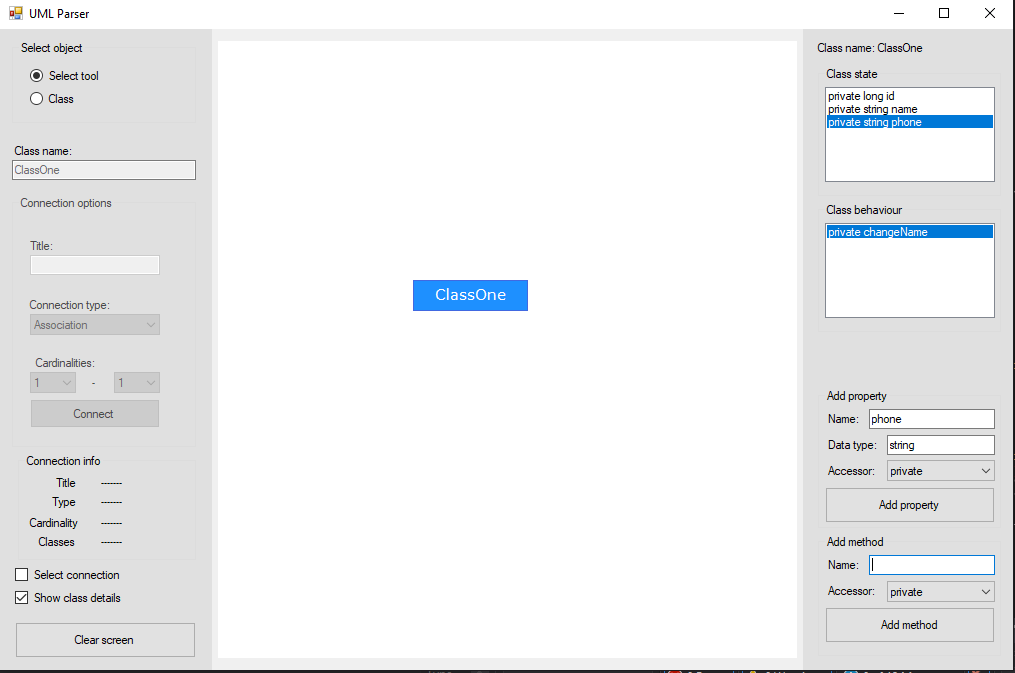 UML Parser
Select object
Select tool
Class
Class name:
ClassOne
Connection options
Title:
Connection type:
Association
Cardinalities:
1 - 1
Connect
Connection info
Title -------
Type -------
Cardinality -------
Classes -------
Select connection
Show class details
Clear screen
ClassOne
Class name: ClassOne
Class state
private long id
private string name
private string phone
Class behaviour
private changeName
Add property
Name: phone
Data type: string
Accessor: private
Add property
Add method
Name:
Accessor: private
Add method